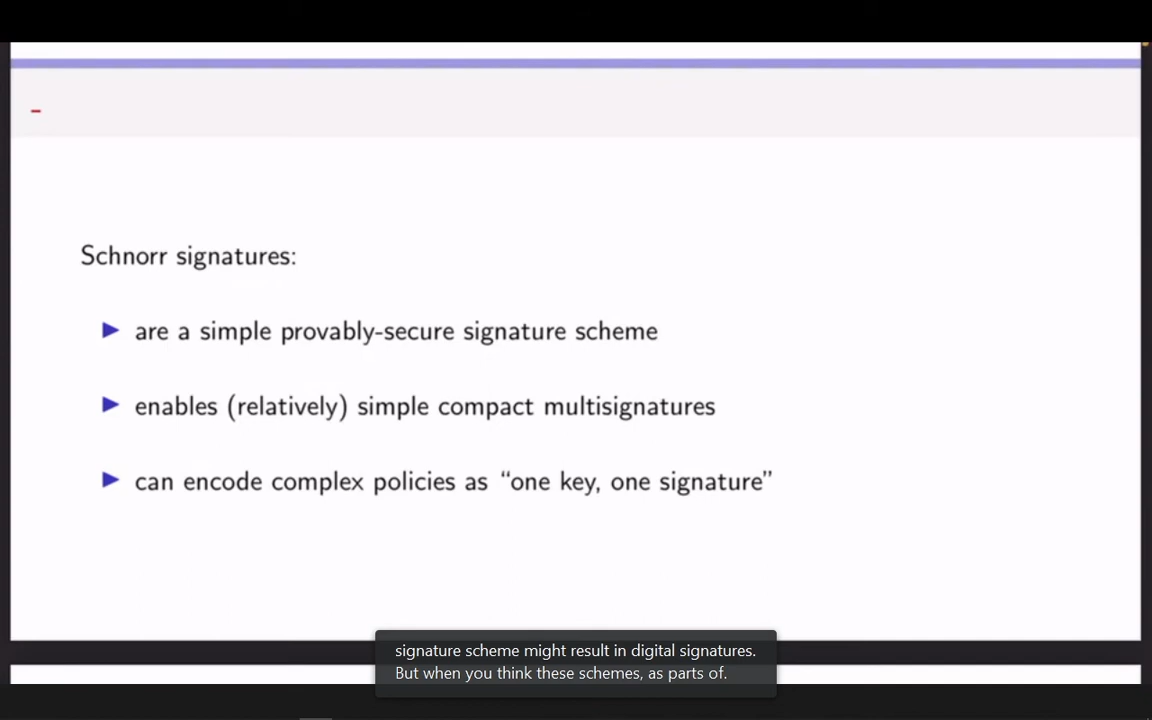 Schnorr signatures:
are a simple provably-secure signature scheme
enables (relatively) simple compact multisignatures
can encode complex policies as “one key, one signature”
signature scheme might result in digital signatures.
But when you think these schemes, as parts of.